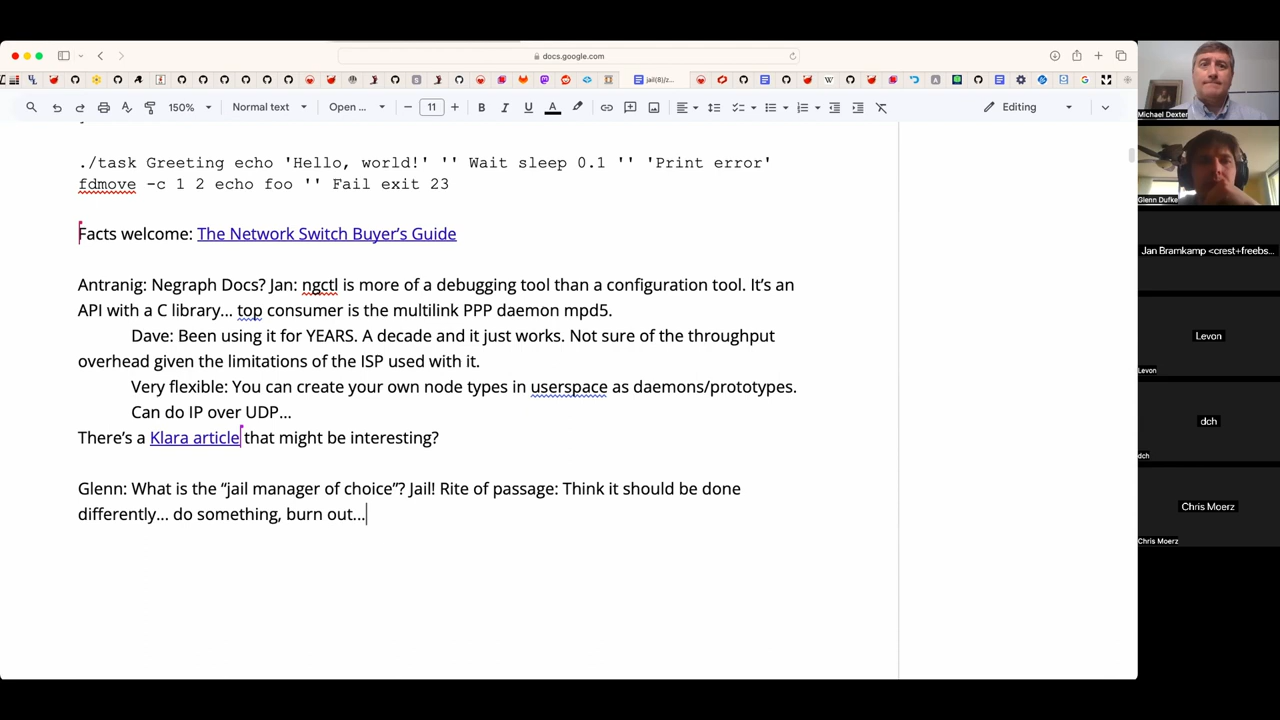 docs.google.com
jail(8)/z...
150%
Normal text
Open ...
11
Editing
./task Greeting echo 'Hello, world!' '' Wait sleep 0.1 '' 'Print error'
fdmove -c 1 2 echo foo '' Fail exit 23
Facts welcome: The Network Switch Buyer’s Guide
Antranig: Negraph Docs? Jan: ngctl is more of a debugging tool than a configuration tool. It’s an
API with a C library… top consumer is the multilink PPP daemon mpd5.
Dave: Been using it for YEARS. A decade and it just works. Not sure of the throughput
overhead given the limitations of the ISP used with it.
Very flexible: You can create your own node types in userspace as daemons/prototypes.
Can do IP over UDP…
There’s a Klara article that might be interesting?
Glenn: What is the “jail manager of choice”? Jail! Rite of passage: Think it should be done
differently… do something, burn out…
Michael Dexter
Glenn Dufke
Jan Bramkamp <crest+freebs...
Levon
Levon
dch
dch
Chris Moerz
Chris Moerz